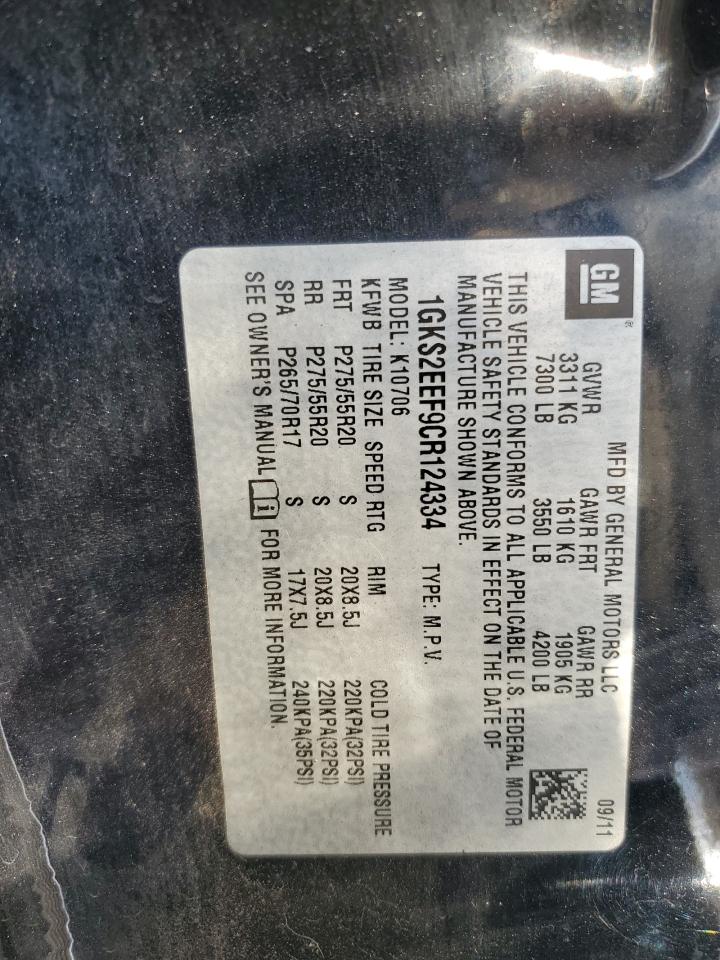 GM®
MFD BY GENERAL MOTORS LLC 09/11
GVWR GAWR FRT GAWR RR
3311 KG 1610 KG 1905 KG
7300 LB 3550 LB 4200 LB
THIS VEHICLE CONFORMS TO ALL APPLICABLE U.S. FEDERAL MOTOR
VEHICLE SAFETY STANDARDS IN EFFECT ON THE DATE OF
MANUFACTURE SHOWN ABOVE.
1GKS2EEF9CR124334 TYPE: M.P.V.
MODEL: K10706
KFWB TIRE SIZE SPEED RTG RIM COLD TIRE PRESSURE
FRT P275/55R20 S 20X8.5J 220KPA(32PSI)
RR P275/55R20 S 20X8.5J 220KPA(32PSI)
SPA P265/70R17 S 17X7.5J 240KPA(35PSI)
SEE OWNER'S MANUAL FOR MORE INFORMATION.